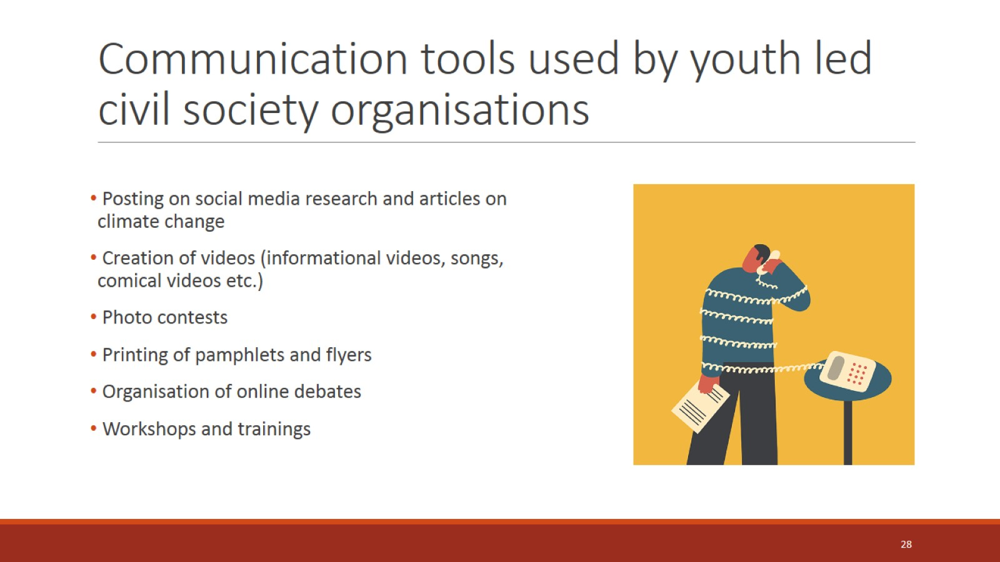 Communication tools used by youth led
civil society organisations
• Posting on social media research and articles on
climate change
• Creation of videos (informational videos, songs,
comical videos etc.)
• Photo contests
• Printing of pamphlets and flyers
• Organisation of online debates
• Workshops and trainings
28